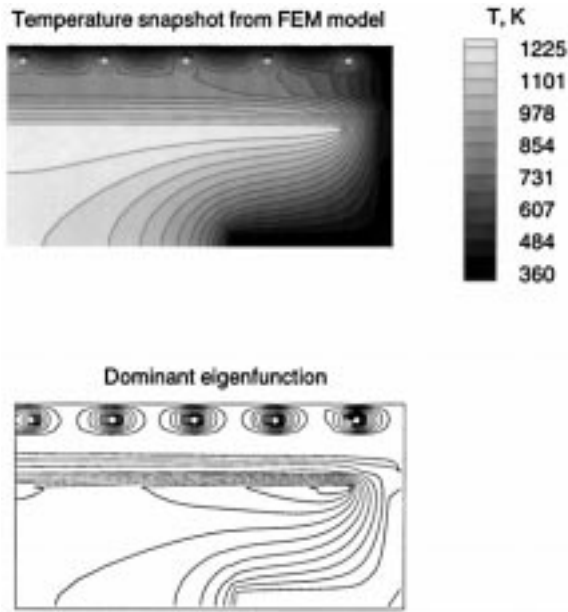 Temperature snapshot from FEM model
T, K
1225
1101
978
854
731
607
484
360
Dominant eigenfunction